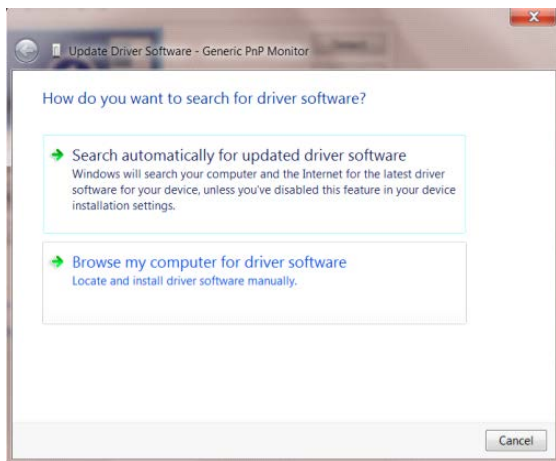 Update Driver Software - Generic PnP Monitor
How do you want to search for driver software?
Search automatically for updated driver software
Windows will search your computer and the Internet for the latest driver
software for your device, unless you've disabled this feature in your device
installation settings.
Browse my computer for driver software
Locate and install driver software manually.
Cancel